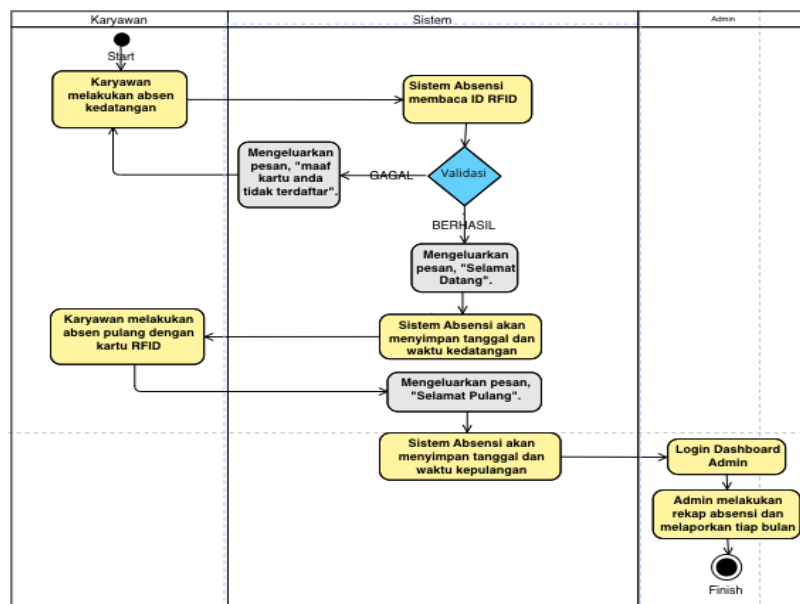 Karyawan
Sistem
Admin
Start
Karyawan
melakukan absen
kedatangan
Sistem Absensi
membaca ID RFID
Mengeluarkan
pesan, "maaf
kartu anda
tidak terdaftar".
GAGAL
Validasi
BERHASIL
Mengeluarkan
pesan, "Selamat
Datang".
Karyawan melakukan
absen pulang dengan
kartu RFID
Sistem Absensi akan
menyimpan tanggal dan
waktu kedatangan
Mengeluarkan pesan,
"Selamat Pulang".
Sistem Absensi akan
menyimpan tanggal dan
waktu kepulangan
Login Dashboard
Admin
Admin melakukan
rekap absensi dan
melaporkan tiap bulan
Finish